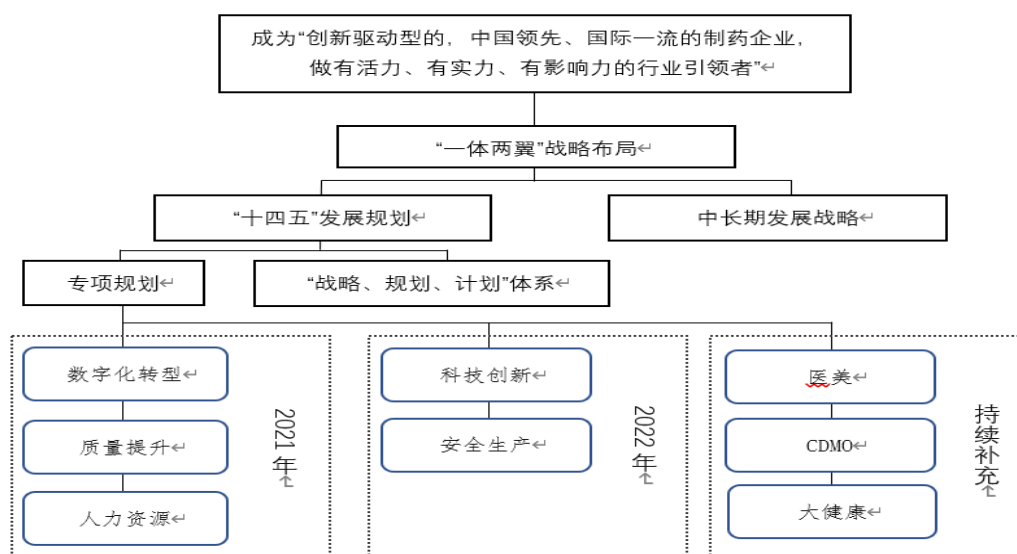 成为“创新驱动型的，中国领先、国际一流的制药企业，
做有活力、有实力、有影响力的行业引领者”
“一体两翼”战略布局
“十四五”发展规划
中长期发展战略
专项规划
“战略、规划、计划”体系
数字化转型
质量提升
人力资源
2021年
科技创新
安全生产
2022年
医美
CDMO
大健康
持续补充